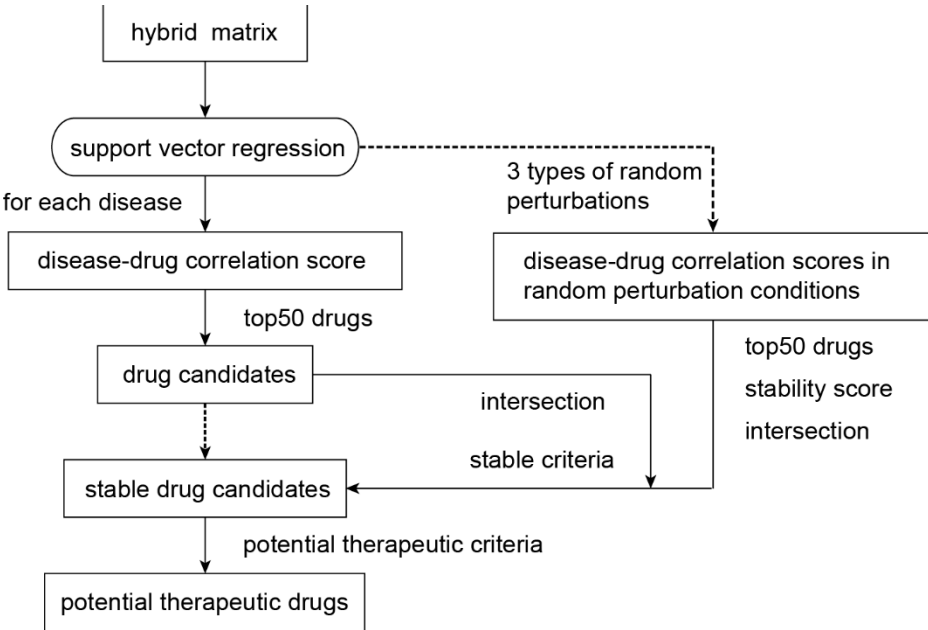 hybrid matrix
support vector regression
3 types of random
perturbations
for each disease
disease-drug correlation score
disease-drug correlation scores in
random perturbation conditions
top50 drugs
top50 drugs
stability score
intersection
drug candidates
intersection
stable criteria
stable drug candidates
potential therapeutic criteria
potential therapeutic drugs